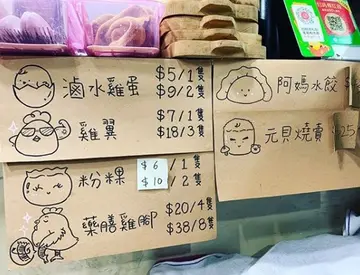 滷水雞蛋 $5/1隻
$9/2隻
雞翼 $7/1隻
$18/3隻
粉粿 $6/1隻
$10/2隻
藥膳雞腳 $20/4隻
$38/8隻
阿媽水餃
元貝燒賣